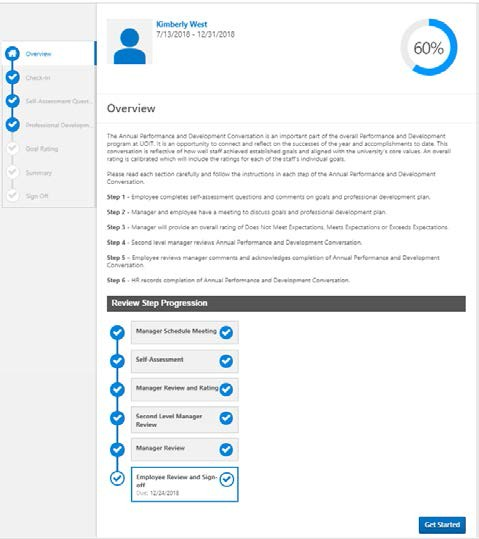 Kimberly West
7/13/2018 - 12/31/2018
60%
Overview
Check-In
Self-Assessment Quest...
Professional Developm...
Goal Rating
Summary
Sign Off
Overview
The Annual Performance and Development Conversation is an important part of the overall Performance and Development
program at UOIT. It is an opportunity to connect and reflect on the successes of the year and accomplishments to date. This
conversation is reflective of how well staff achieved established goals and aligned with the university's core values. An overall
rating is calibrated which will include the ratings for each of the staff's individual goals.
Please read each section carefully and follow the instructions in each step of the Annual Performance and Development
Conversation.
Step 1 - Employee completes self-assessment questions and comments on goals and professional development plan.
Step 2 - Manager and employee have a meeting to discuss goals and professional development plan.
Step 3 - Manager will provide an overall rating of Does Not Meet Expectations, Meets Expectations or Exceeds Expectations.
Step 4 - Second level manager reviews Annual Performance and Development Conversation.
Step 5 - Employee reviews manager comments and acknowledges completion of Annual Performance and Development
Conversation.
Step 6 - HR records completion of Annual Performance and Development Conversation.
Review Step Progression
Manager Schedule Meeting
Self-Assessment
Manager Review and Rating
Second Level Manager
Review
Manager Review
Employee Review and Sign-
off
Due: 12/24/2018
Get Started